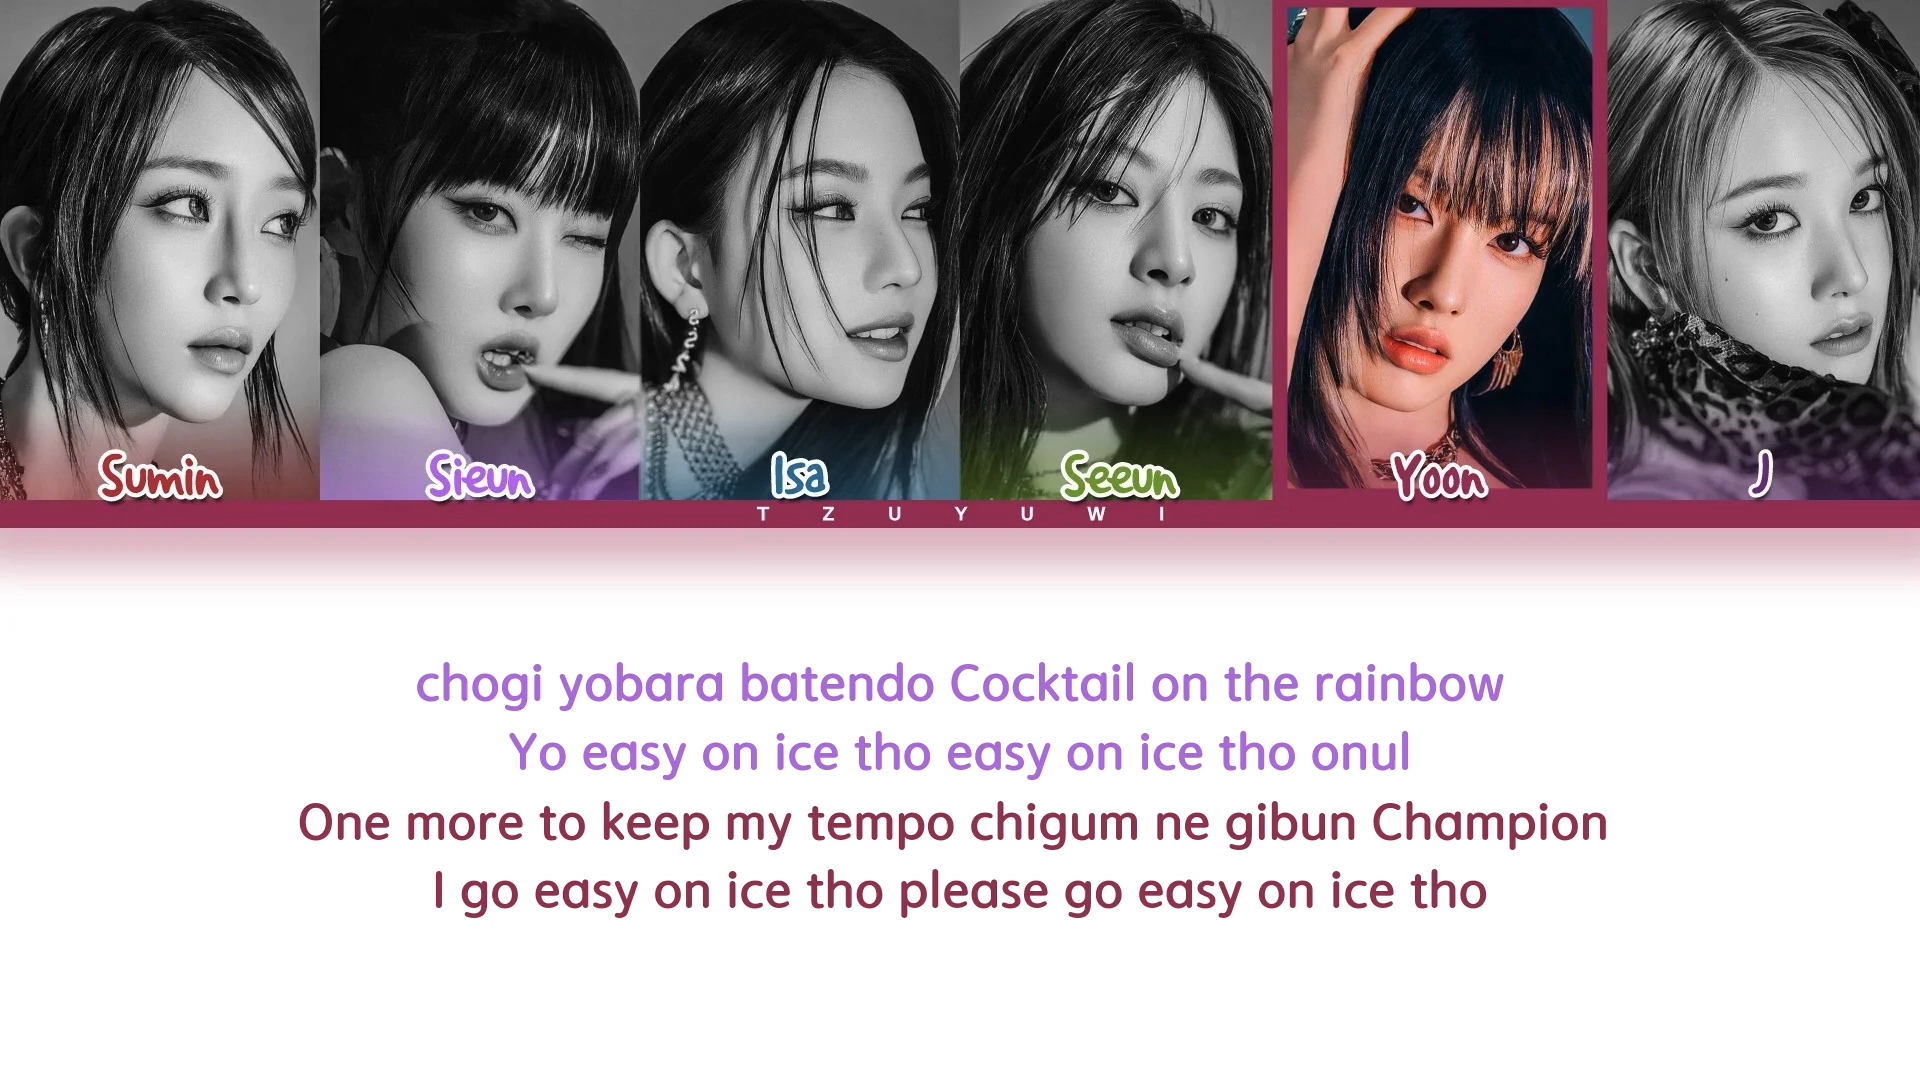 Sumin Sieun Isa Seeun Yoon J
TZUYUWI
chogi yobara batendo Cocktail on the rainbow
Yo easy on ice tho easy on ice tho onul
One more to keep my tempo chigum ne gibun Champion
I go easy on ice tho please go easy on ice tho